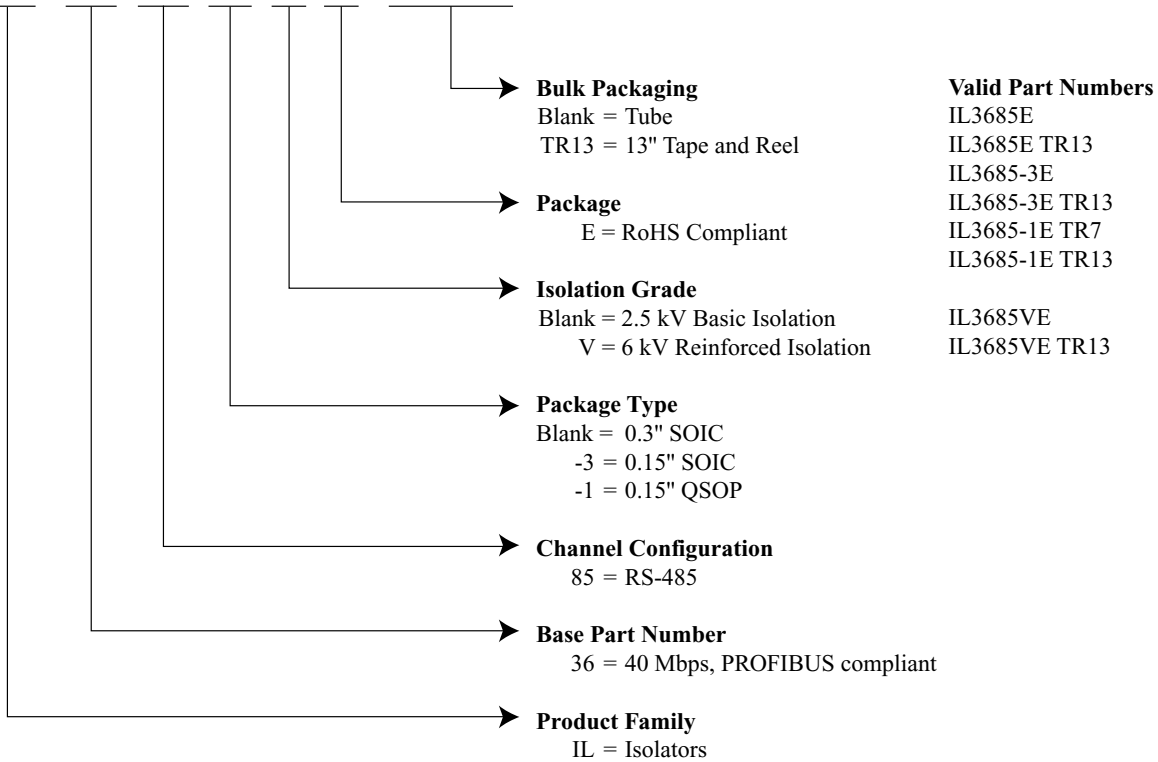 Bulk Packaging
Blank = Tube
TR13 = 13" Tape and Reel
Package
E = RoHS Compliant
Isolation Grade
Blank = 2.5 kV Basic Isolation
V = 6 kV Reinforced Isolation
Package Type
Blank = 0.3" SOIC
-3 = 0.15" SOIC
-1 = 0.15" QSOP
Channel Configuration
85 = RS-485
Base Part Number
36 = 40 Mbps, PROFIBUS compliant
Product Family
IL = Isolators
Valid Part Numbers
IL3685E
IL3685E TR13
IL3685-3E
IL3685-3E TR13
IL3685-1E TR7
IL3685-1E TR13
IL3685VE
IL3685VE TR13